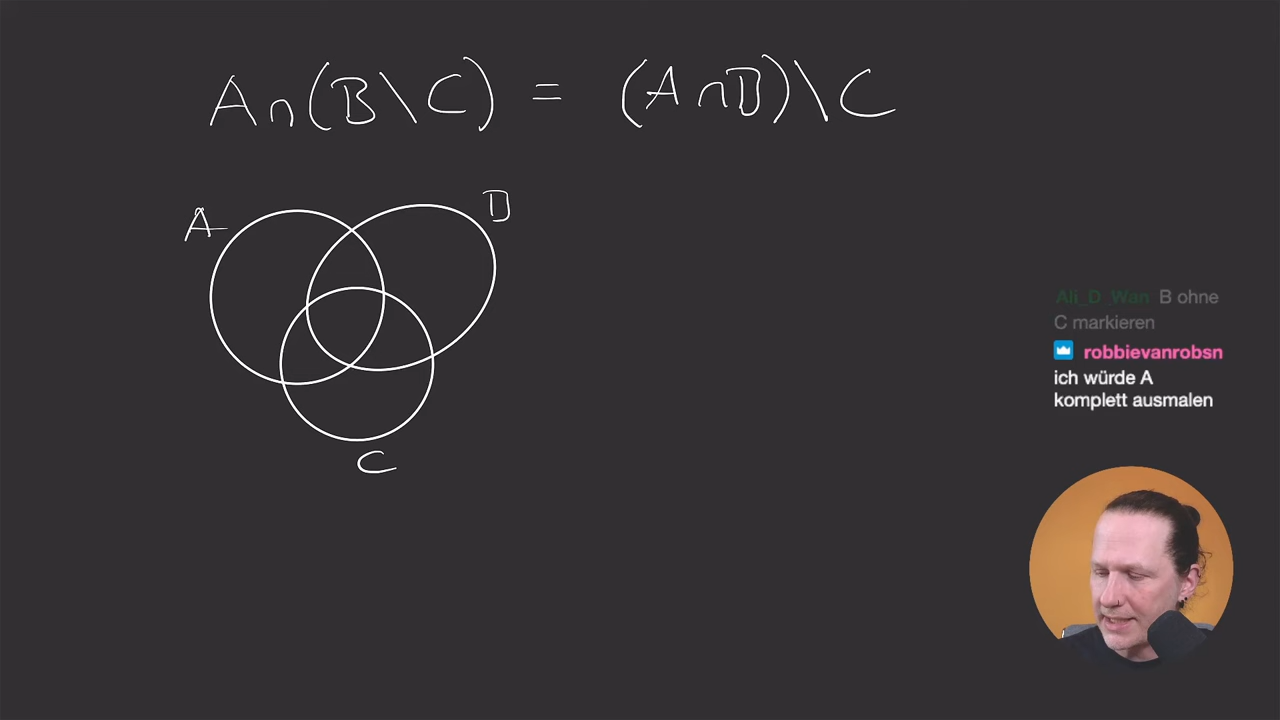 A∩(B\C) = (A∩B)\C
A
B
C
Ali_D_Wan B ohne
C markieren
robbievanrobsn
ich würde A
komplett ausmalen